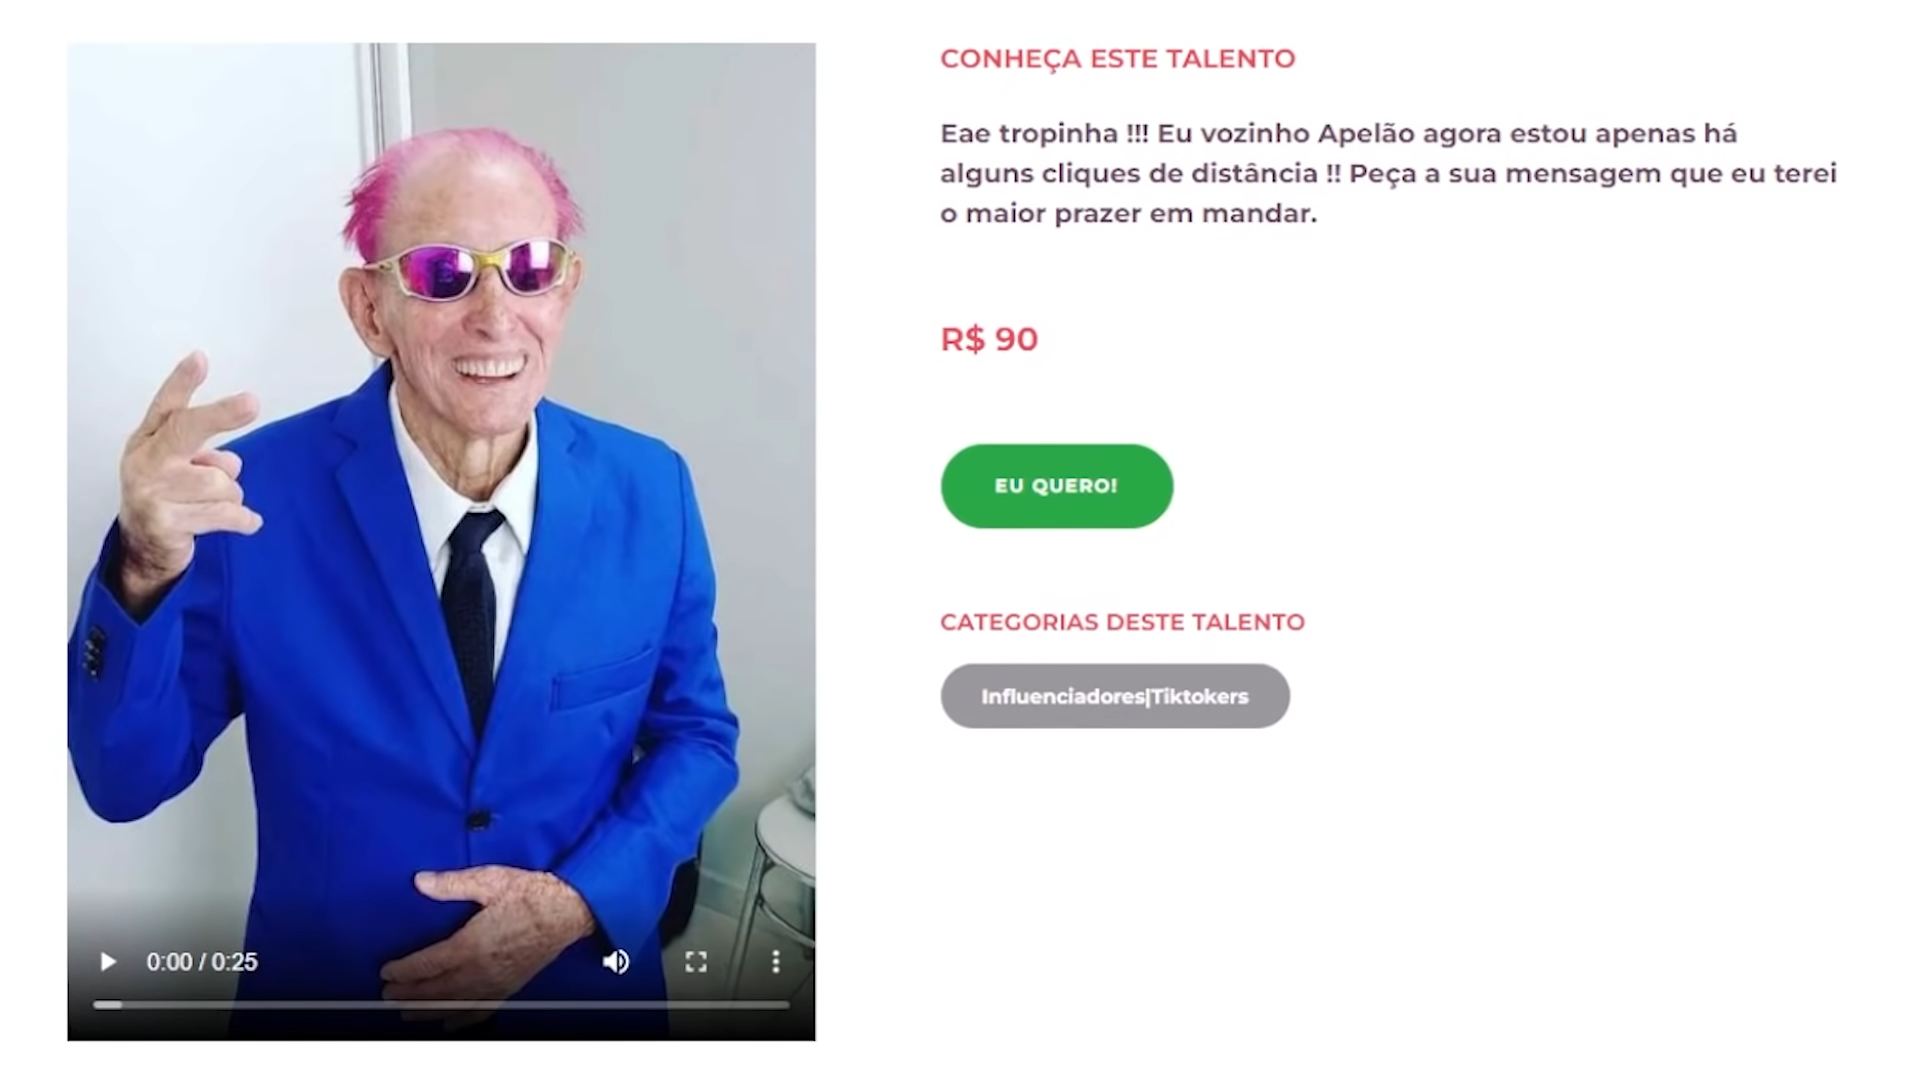 CONHEÇA ESTE TALENTO
Eae tropinha !!! Eu vozinho Apelão agora estou apenas há
alguns cliques de distância !! Peça a sua mensagem que eu terei
o maior prazer em mandar.
R$ 90
EU QUERO!
CATEGORIAS DESTE TALENTO
Influenciadores|Tiktokers
0:00 / 0:25